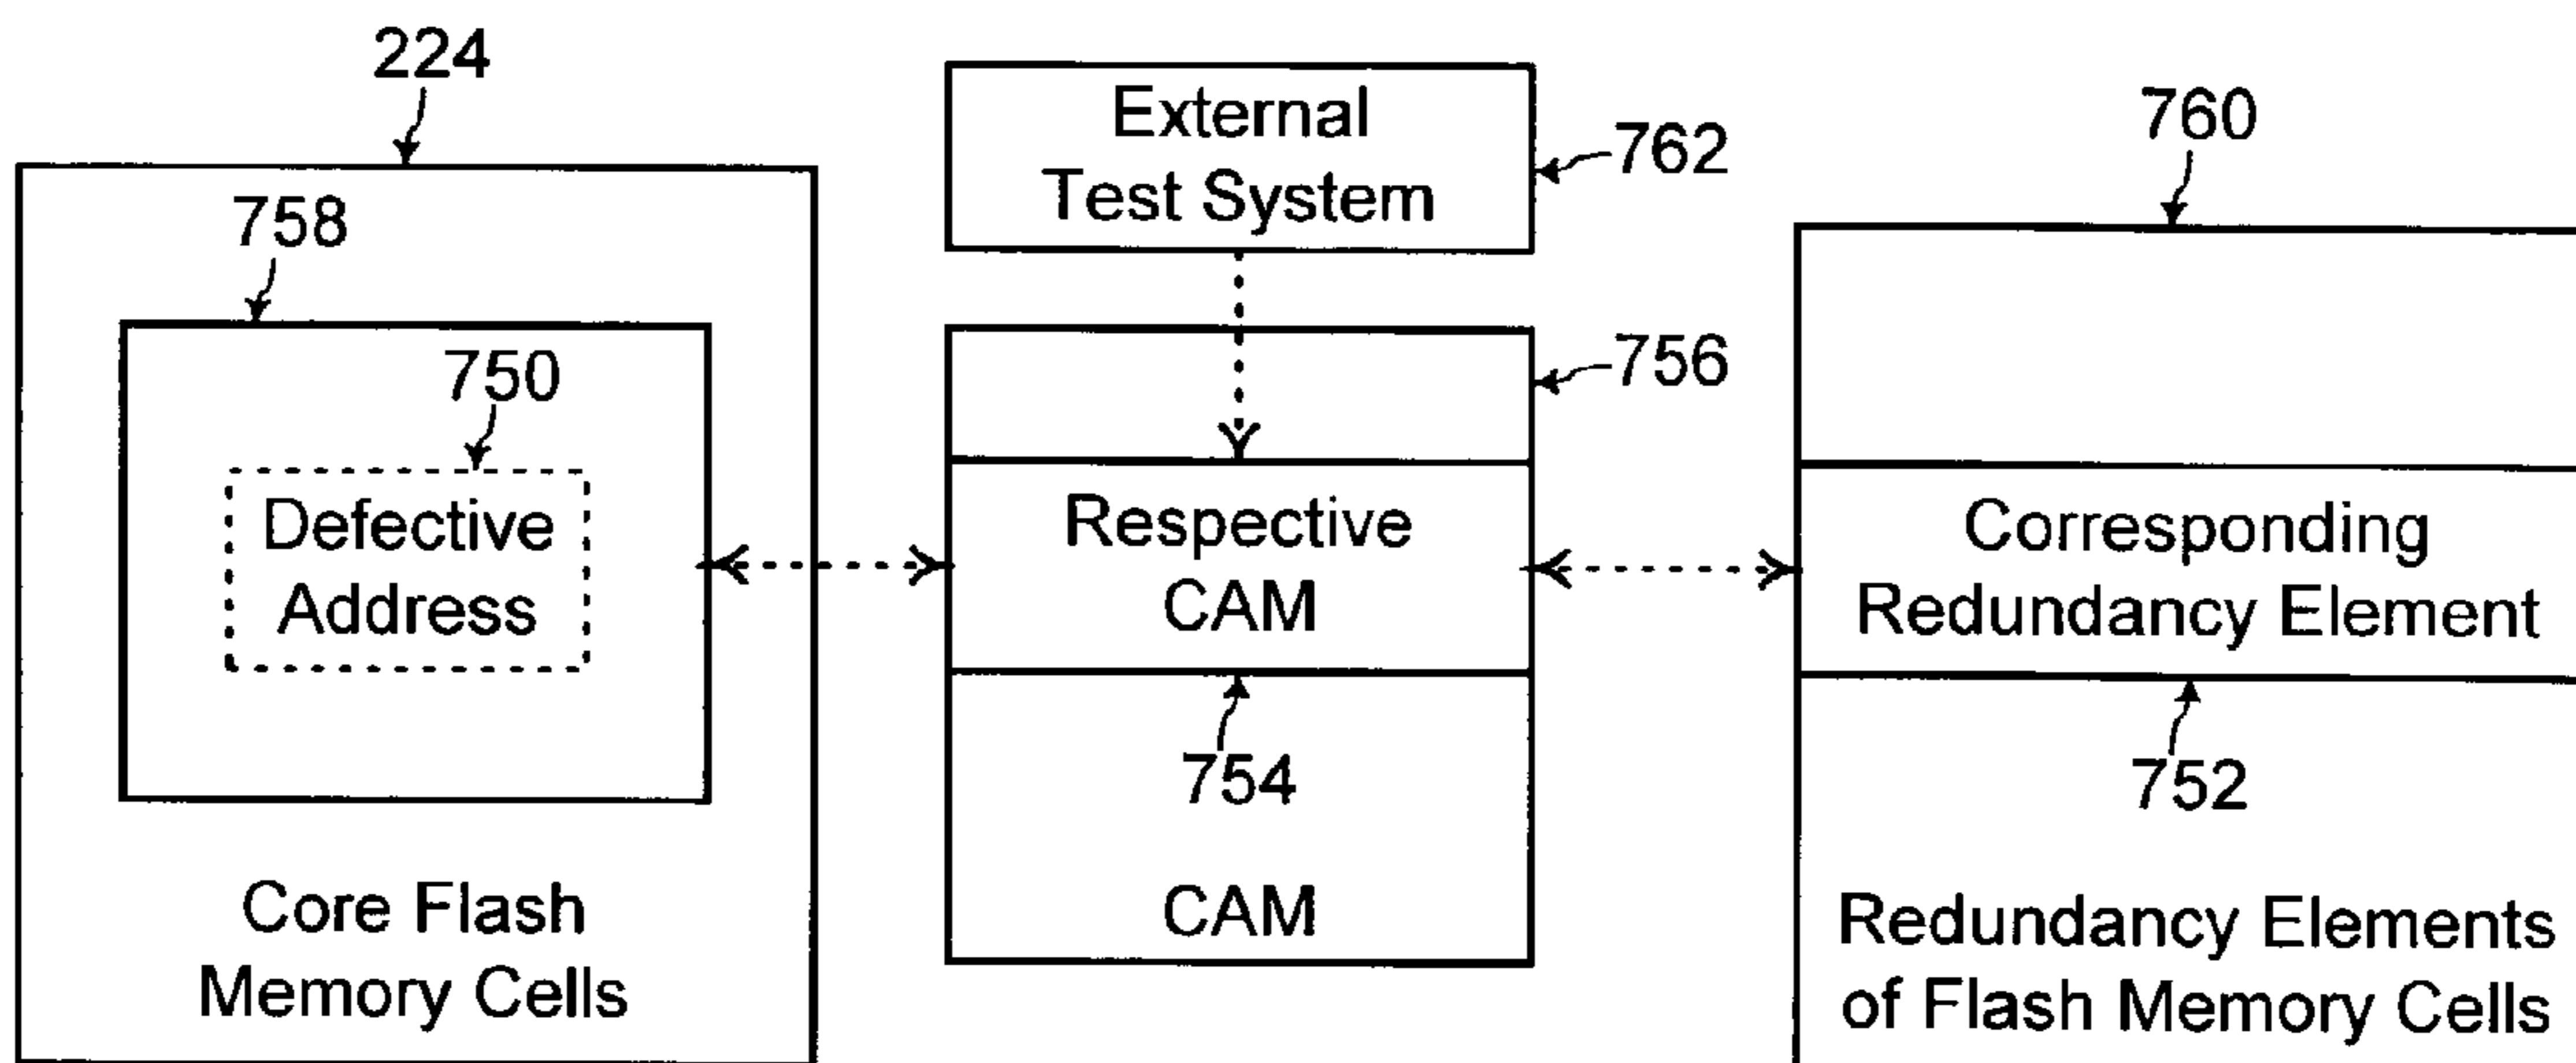 224
758
750
Defective
Address
Core Flash
Memory Cells
External
Test System
762
756
Respective
CAM
754
CAM
760
Corresponding
Redundancy Element
752
Redundancy Elements
of Flash Memory Cells